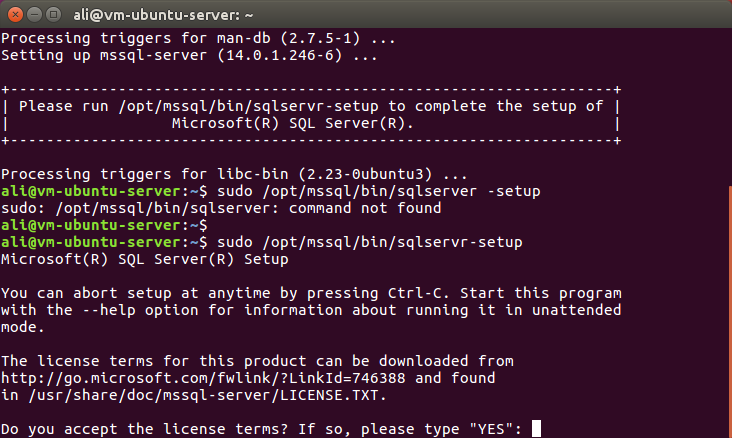 ali@vm-ubuntu-server: ~
Processing triggers for man-db (2.7.5-1) ...
Setting up mssql-server (14.0.1.246-6) ...
+-----------------------------------------------------------------+
| Please run /opt/mssql/bin/sqlservr-setup to complete the setup of |
| Microsoft(R) SQL Server(R). |
+-----------------------------------------------------------------+
Processing triggers for libc-bin (2.23-0ubuntu3) ...
ali@vm-ubuntu-server:~$ sudo /opt/mssql/bin/sqlserver -setup
sudo: /opt/mssql/bin/sqlserver: command not found
ali@vm-ubuntu-server:~$
ali@vm-ubuntu-server:~$ sudo /opt/mssql/bin/sqlservr-setup
Microsoft(R) SQL Server(R) Setup
You can abort setup at anytime by pressing Ctrl-C. Start this program
with the --help option for information about running it in unattended
mode.
The license terms for this product can be downloaded from
http://go.microsoft.com/fwlink/?LinkId=746388 and found
in /usr/share/doc/mssql-server/LICENSE.TXT.
Do you accept the license terms? If so, please type "YES":